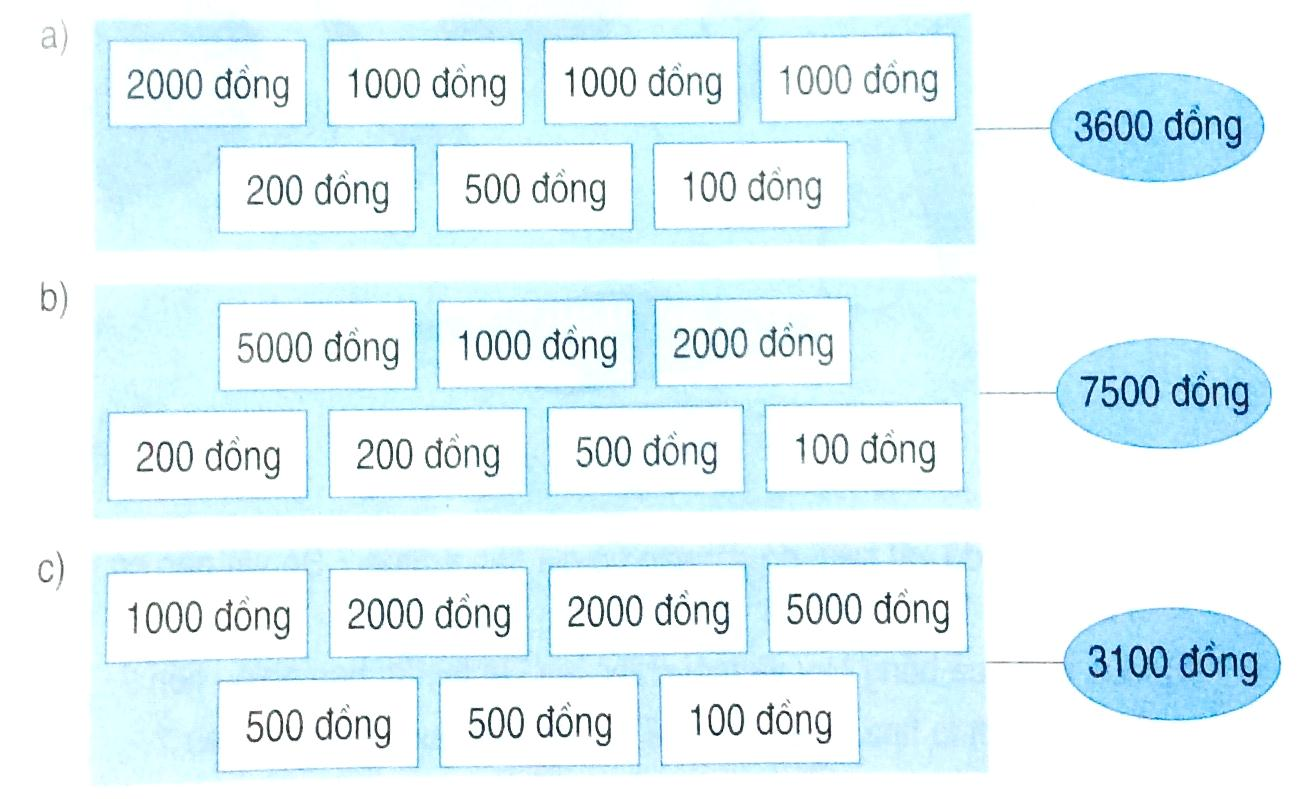 a)
2000 đồng 1000 đồng 1000 đồng 1000 đồng
3600 đồng
200 đồng 500 đồng 100 đồng
b)
5000 đồng 1000 đồng 2000 đồng
7500 đồng
200 đồng 200 đồng 500 đồng 100 đồng
c)
1000 đồng 2000 đồng 2000 đồng 5000 đồng
3100 đồng
500 đồng 500 đồng 100 đồng